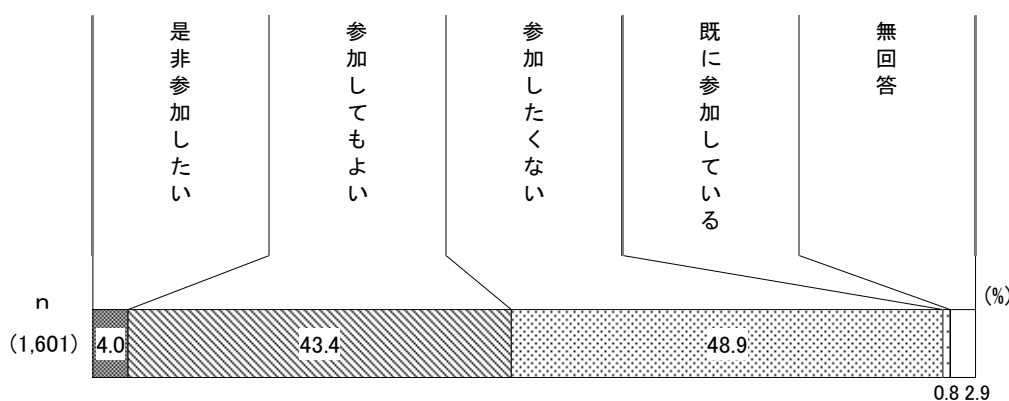 是非参加したい
参加してもよい
参加したくない
既に参加している
無回答
n
(%)
(1,601)
4.0
43.4
48.9
0.8
2.9